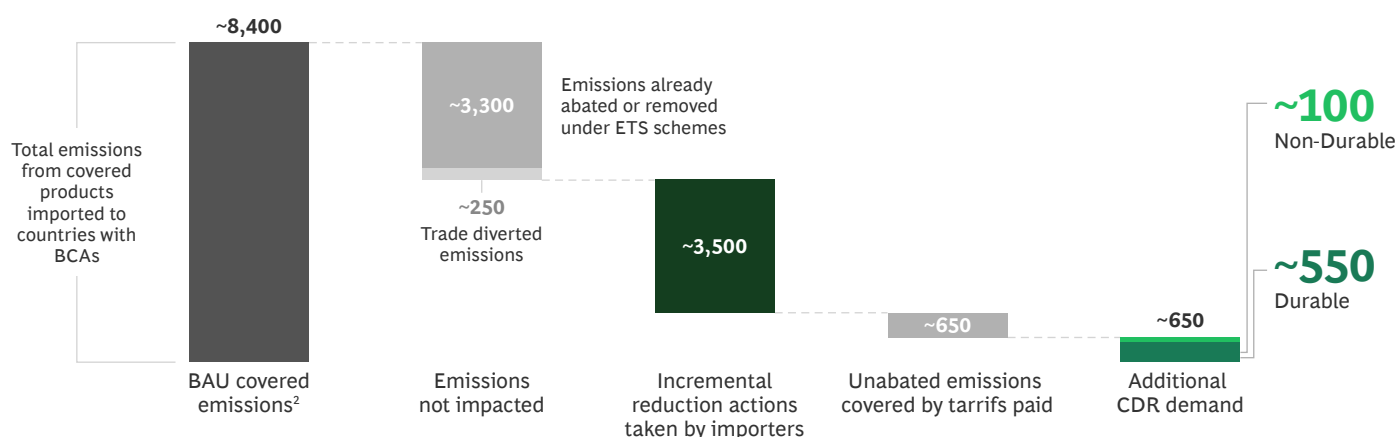 ~8,400
Total emissions
from covered
products
imported to
countries with
BCAs
BAU covered
emissions²
~3,300
Emissions already
abated or removed
under ETS schemes
~250
Trade diverted
emissions
Emissions
not impacted
~3,500
Incremental
reduction actions
taken by importers
~650
Unabated emissions
covered by tarrifs paid
~650
Additional
CDR demand
~100
Non-Durable
~550
Durable